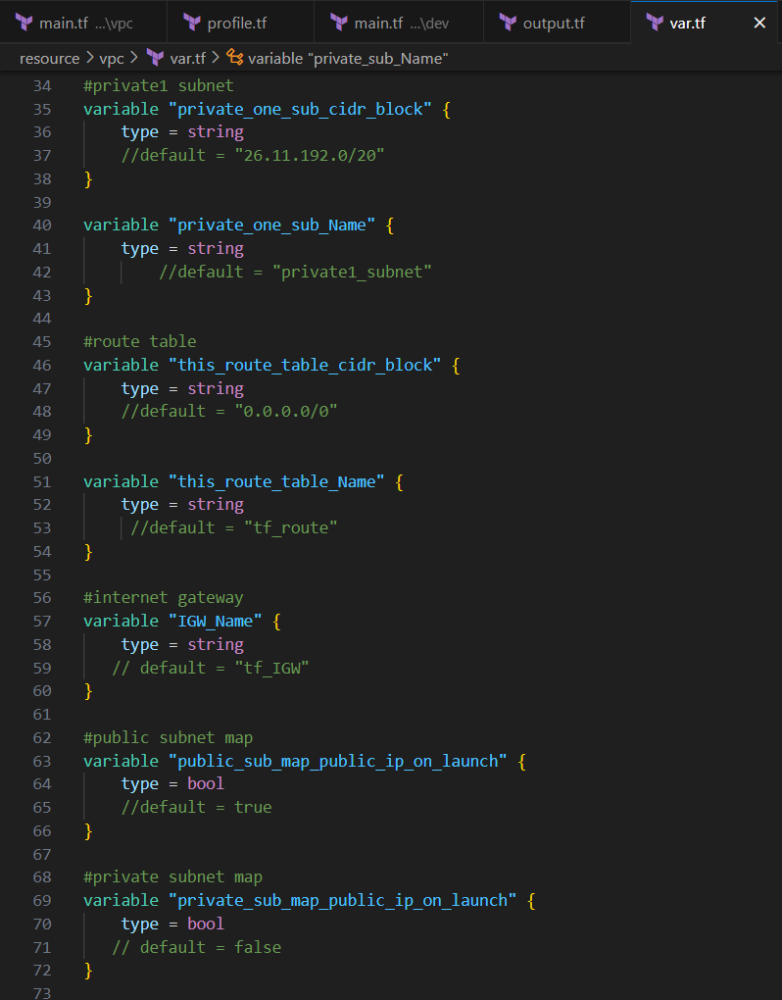 main.tf ...\vpc
profile.tf
main.tf ...\dev
output.tf
var.tf ×
resource > vpc > var.tf > variable "private_sub_Name"
34 #private1 subnet
35 variable "private_one_sub_cidr_block" {
36 type = string
37 //default = "26.11.192.0/20"
38 }
39
40 variable "private_one_sub_Name" {
41 type = string
42 //default = "private1_subnet"
43 }
44
45 #route table
46 variable "this_route_table_cidr_block" {
47 type = string
48 //default = "0.0.0.0/0"
49 }
50
51 variable "this_route_table_Name" {
52 type = string
53 //default = "tf_route"
54 }
55
56 #internet gateway
57 variable "IGW_Name" {
58 type = string
59 // default = "tf_IGW"
60 }
61
62 #public subnet map
63 variable "public_sub_map_public_ip_on_launch" {
64 type = bool
65 //default = true
66 }
67
68 #private subnet map
69 variable "private_sub_map_public_ip_on_launch" {
70 type = bool
71 // default = false
72 }
73